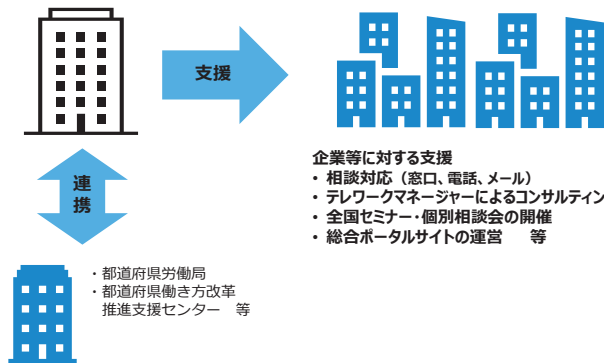 支援
企業等に対する支援
• 相談対応（窓口、電話、メール）
• テレワークマネージャーによるコンサルティン
• 全国セミナー・個別相談会の開催
• 総合ポータルサイトの運営　等
連
携
・都道府県労働局
・都道府県働き方改革
推進支援センター　等